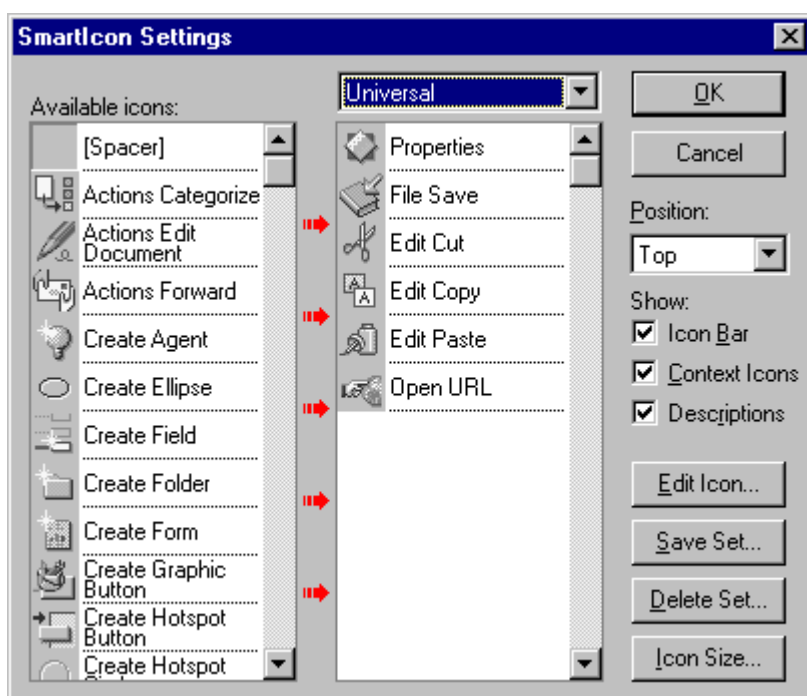 SmartIcon Settings
Available icons:
[Spacer]
Actions Categorize
Actions Edit
Document
Actions Forward
Create Agent
Create Ellipse
Create Field
Create Folder
Create Form
Create Graphic
Button
Create Hotspot
Button
Create Hotspot
Universal
Properties
File Save
Edit Cut
Edit Copy
Edit Paste
Open URL
OK
Cancel
Position:
Top
Show:
Icon Bar
Context Icons
Descriptions
Edit Icon...
Save Set...
Delete Set...
Icon Size...